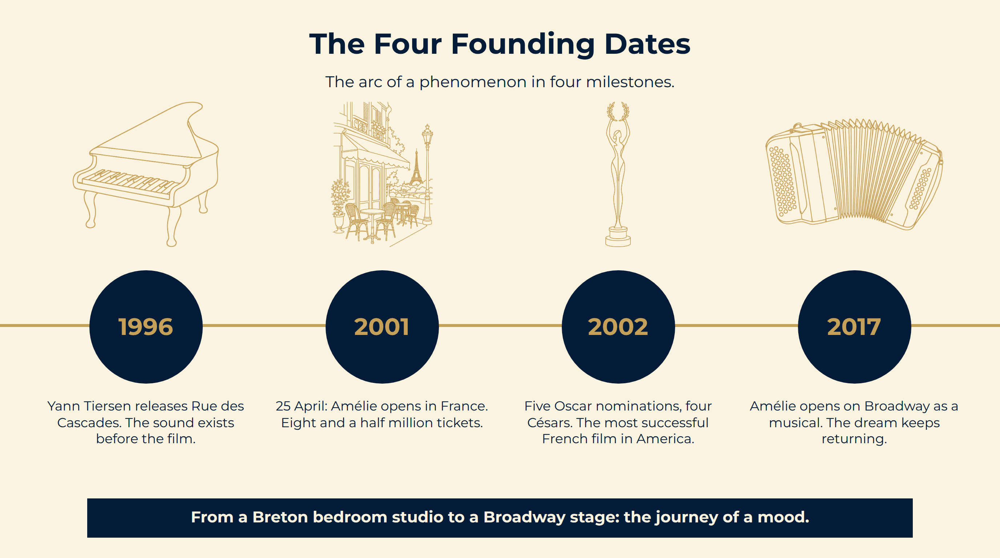 The Four Founding Dates
The arc of a phenomenon in four milestones.
1996
2001
2002
2017
Yann Tiersen releases Rue des
Cascades. The sound exists
before the film.
25 April: Amélie opens in France.
Eight and a half million tickets.
Five Oscar nominations, four
Césars. The most successful
French film in America.
Amélie opens on Broadway as a
musical. The dream keeps
returning.
From a Breton bedroom studio to a Broadway stage: the journey of a mood.